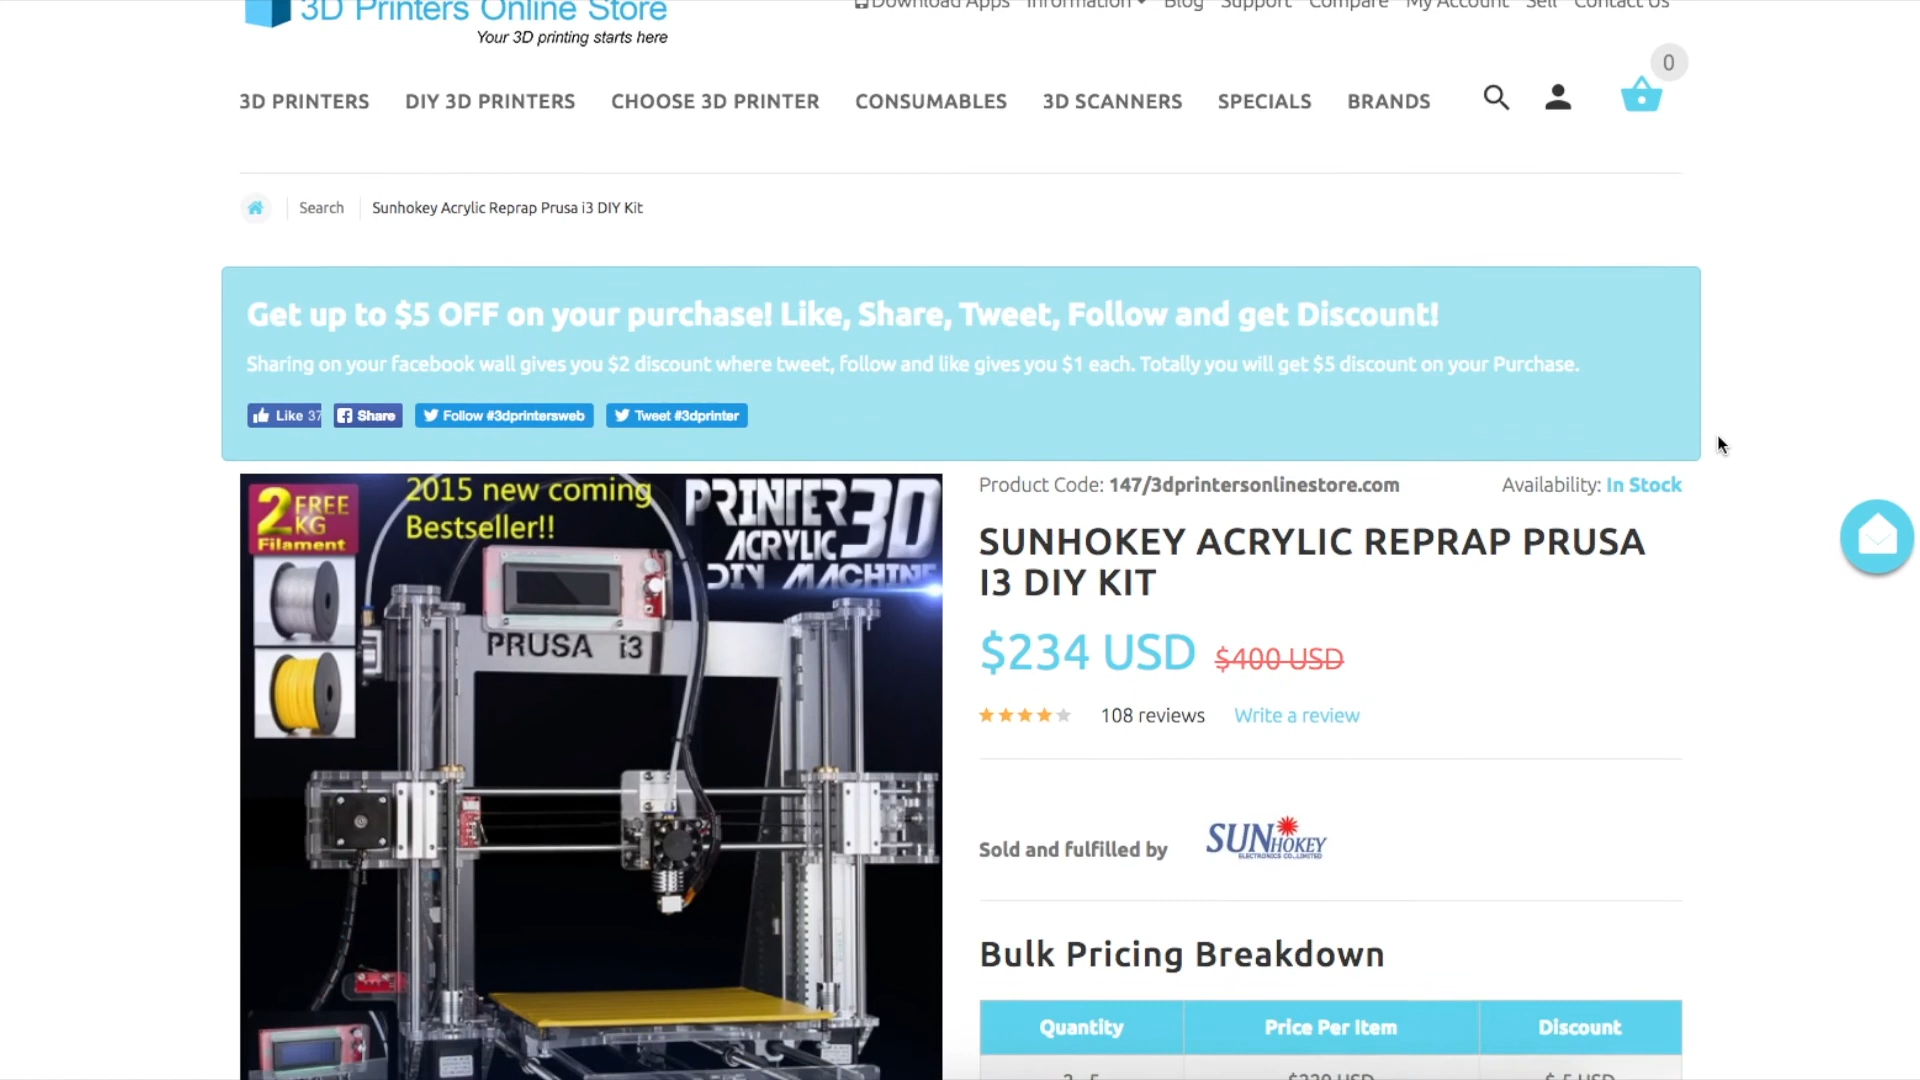 3D Printers Online Store
Your 3D printing starts here
Download Apps Information Blog Support Compare My Account Sell Contact Us
0
3D PRINTERS DIY 3D PRINTERS CHOOSE 3D PRINTER CONSUMABLES 3D SCANNERS SPECIALS BRANDS
Search Sunhokey Acrylic Reprap Prusa i3 DIY Kit
Get up to $5 OFF on your purchase! Like, Share, Tweet, Follow and get Discount!
Sharing on your facebook wall gives you $2 discount where tweet, follow and like gives you $1 each. Totally you will get $5 discount on your Purchase.
Like 37 Share Follow #3dprintersweb Tweet #3dprinter
2 FREE KG
Filament
2015 new coming
Bestseller!!
PRINTER 3D
ACRYLIC
DIY MACHINE
PRUSA i3
Product Code: 147/3dprintersonlinestore.com Availability: In Stock
SUNHOKEY ACRYLIC REPRAP PRUSA
I3 DIY KIT
$234 USD $400 USD
108 reviews Write a review
Sold and fulfilled by SUNHOKEY
ELECTRONICS CO.,LIMITED
Bulk Pricing Breakdown
Quantity Price Per Item Discount